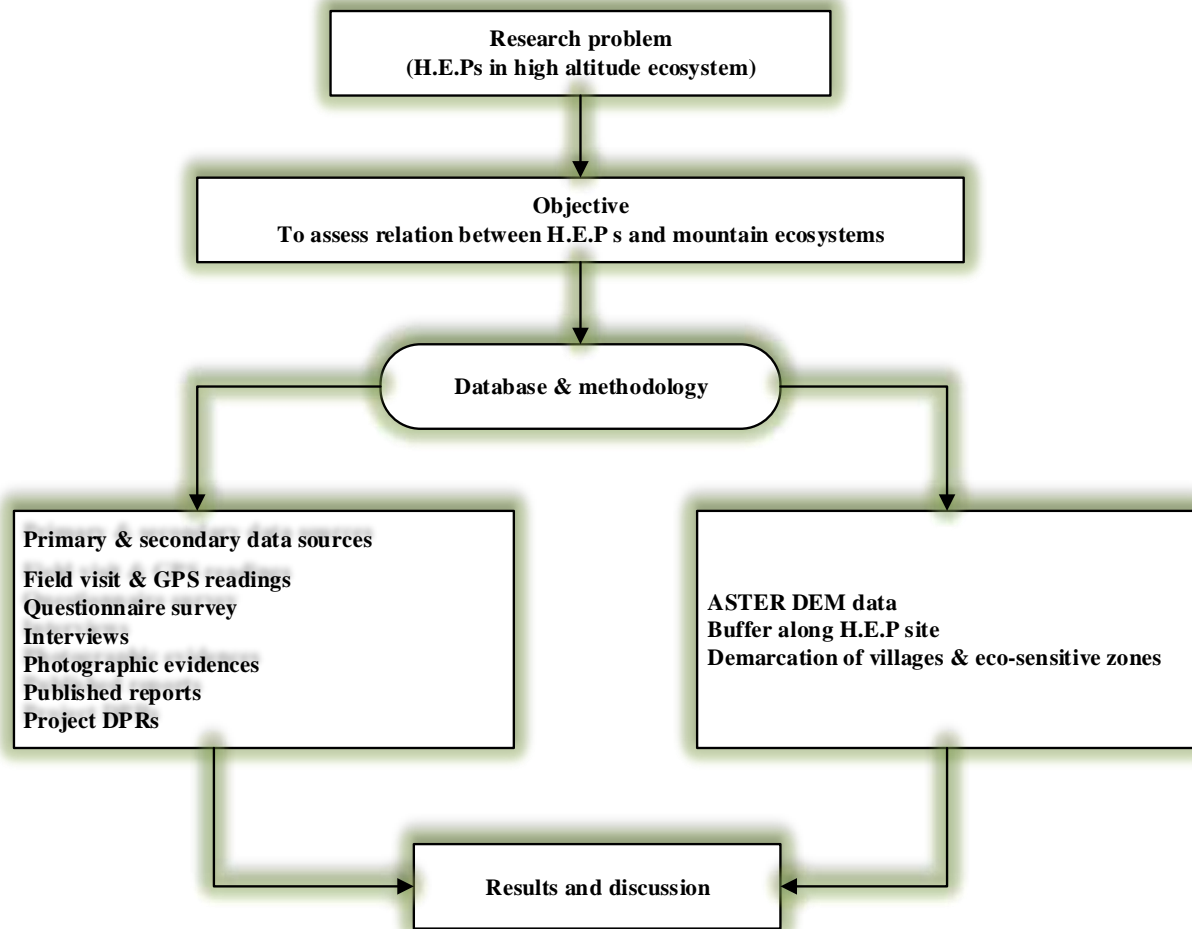 Research problem
(H.E.Ps in high altitude ecosystem)
Objective
To assess relation between H.E.P s and mountain ecosystems
Database & methodology
Primary & secondary data sources
Field visit & GPS readings
Questionnaire survey
Interviews
Photographic evidences
Published reports
Project DPRs
ASTER DEM data
Buffer along H.E.P site
Demarcation of villages & eco-sensitive zones
Results and discussion